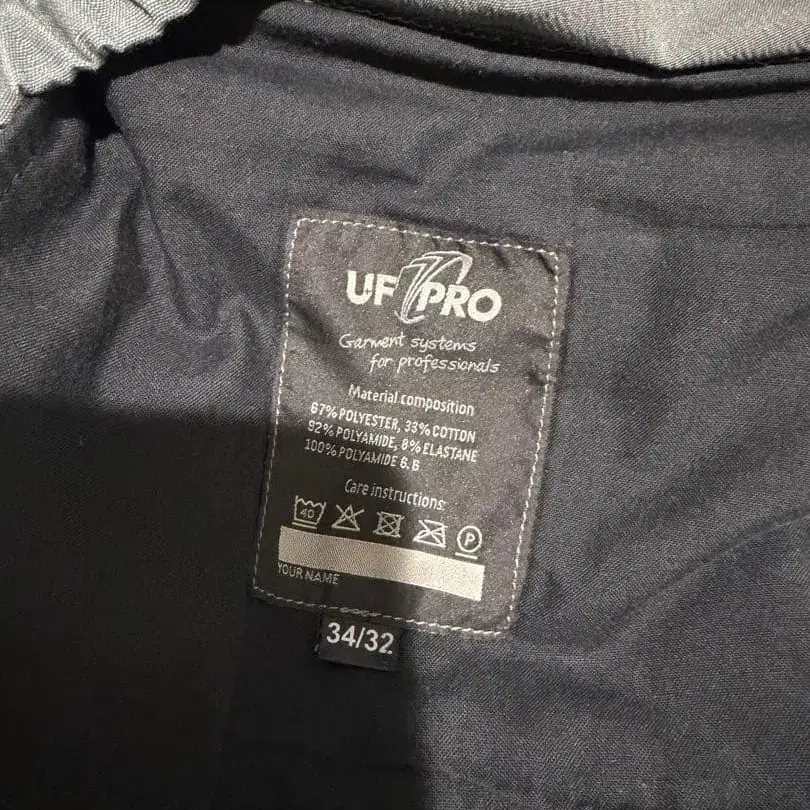 UF PRO
Garment systems
for professionals
Material composition
67% POLYESTER, 33% COTTON
92% POLYAMIDE, 8% ELASTANE
100% POLYAMIDE 6.6
Care instructions:
40
P
YOUR NAME
34/32